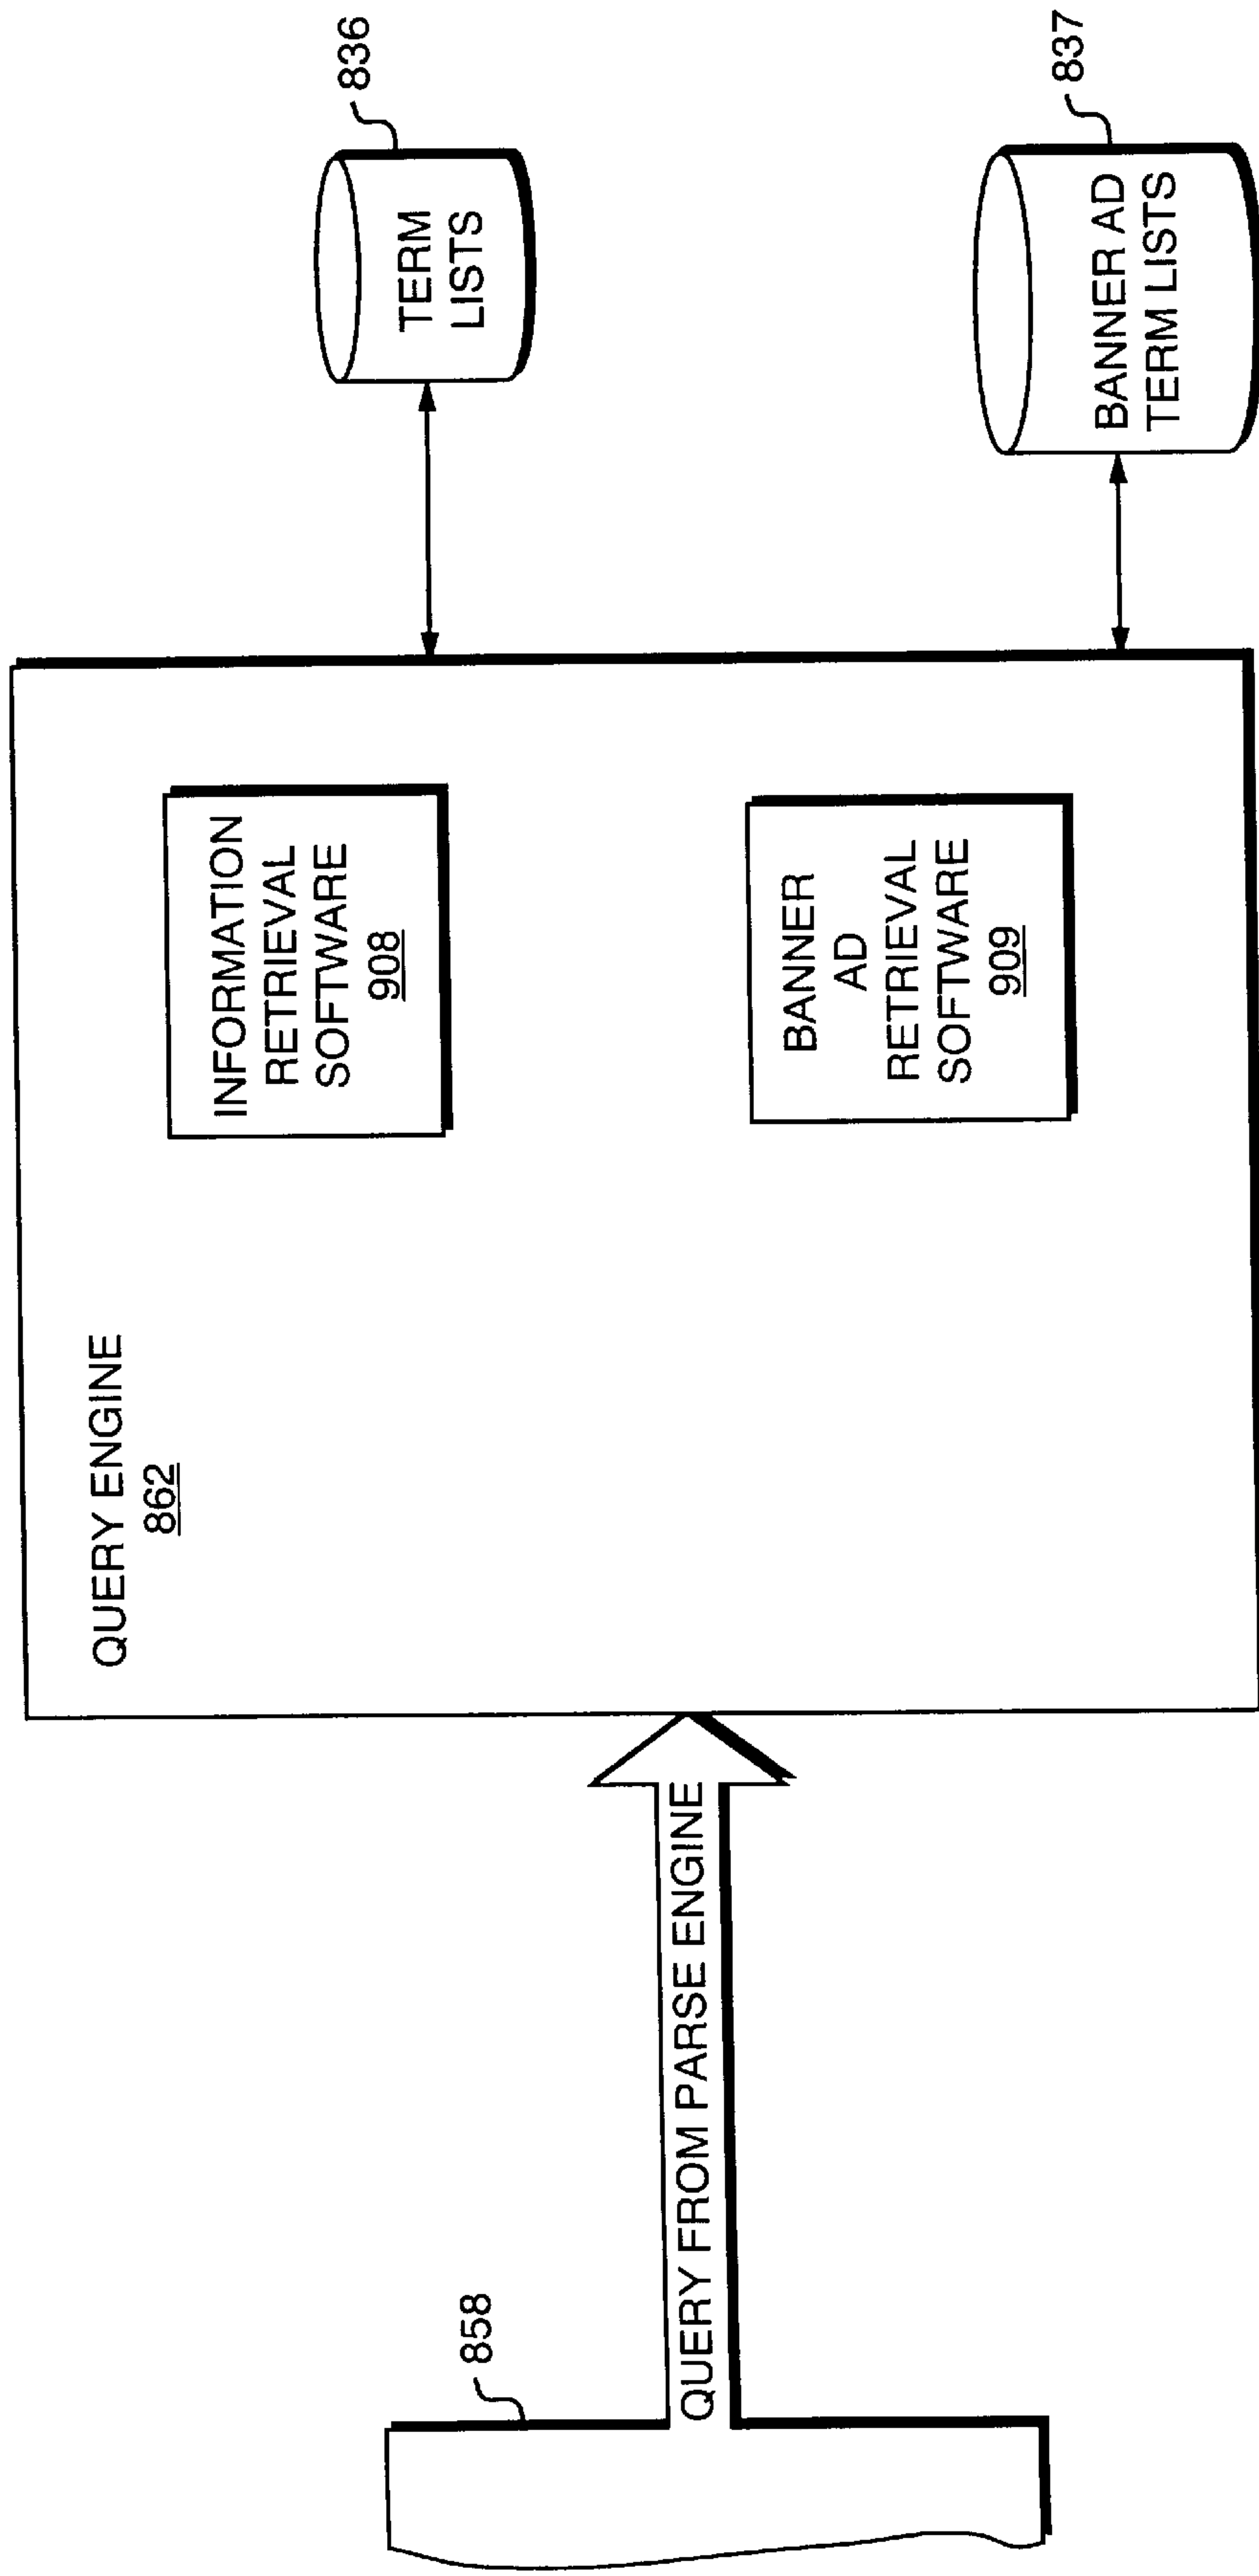 858
QUERY FROM PARSE ENGINE
QUERY ENGINE
862
INFORMATION
RETRIEVAL
SOFTWARE
908
BANNER
AD
RETRIEVAL
SOFTWARE
909
TERM
LISTS
836
BANNER AD
TERM LISTS
837